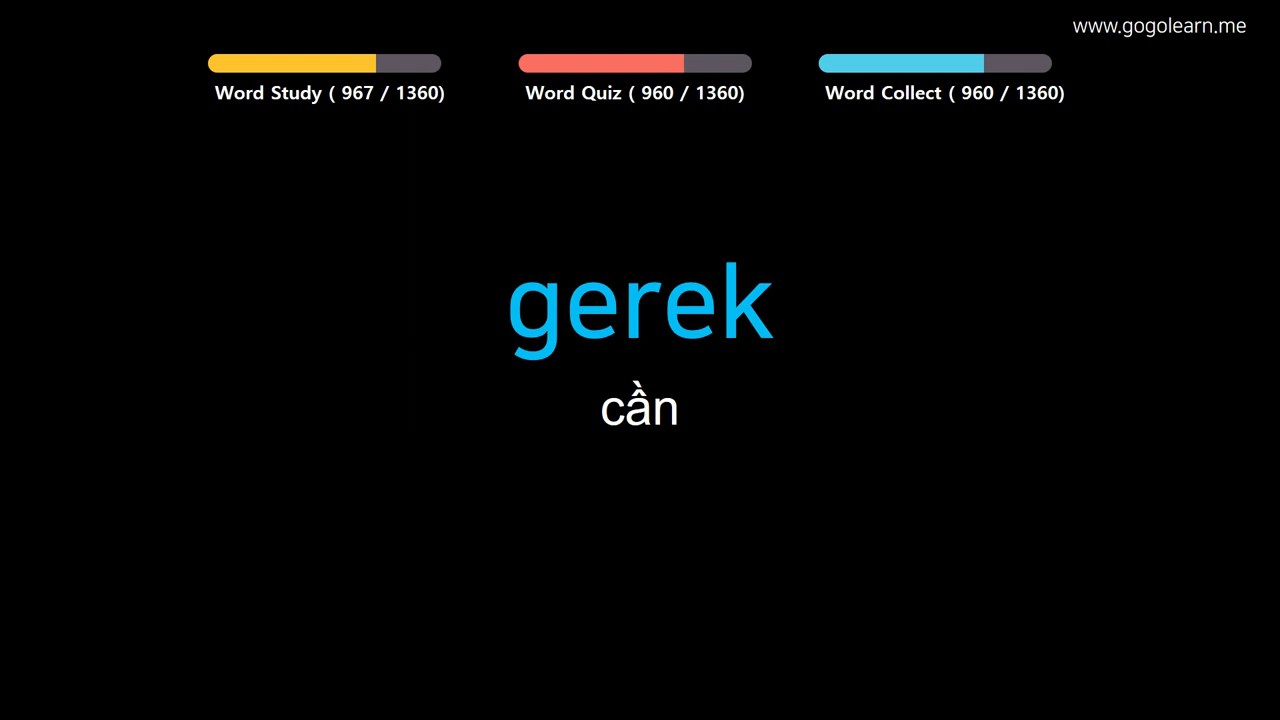 www.gogolearn.me
Word Study ( 967 / 1360)
Word Quiz ( 960 / 1360)
Word Collect ( 960 / 1360)
gerek
cần